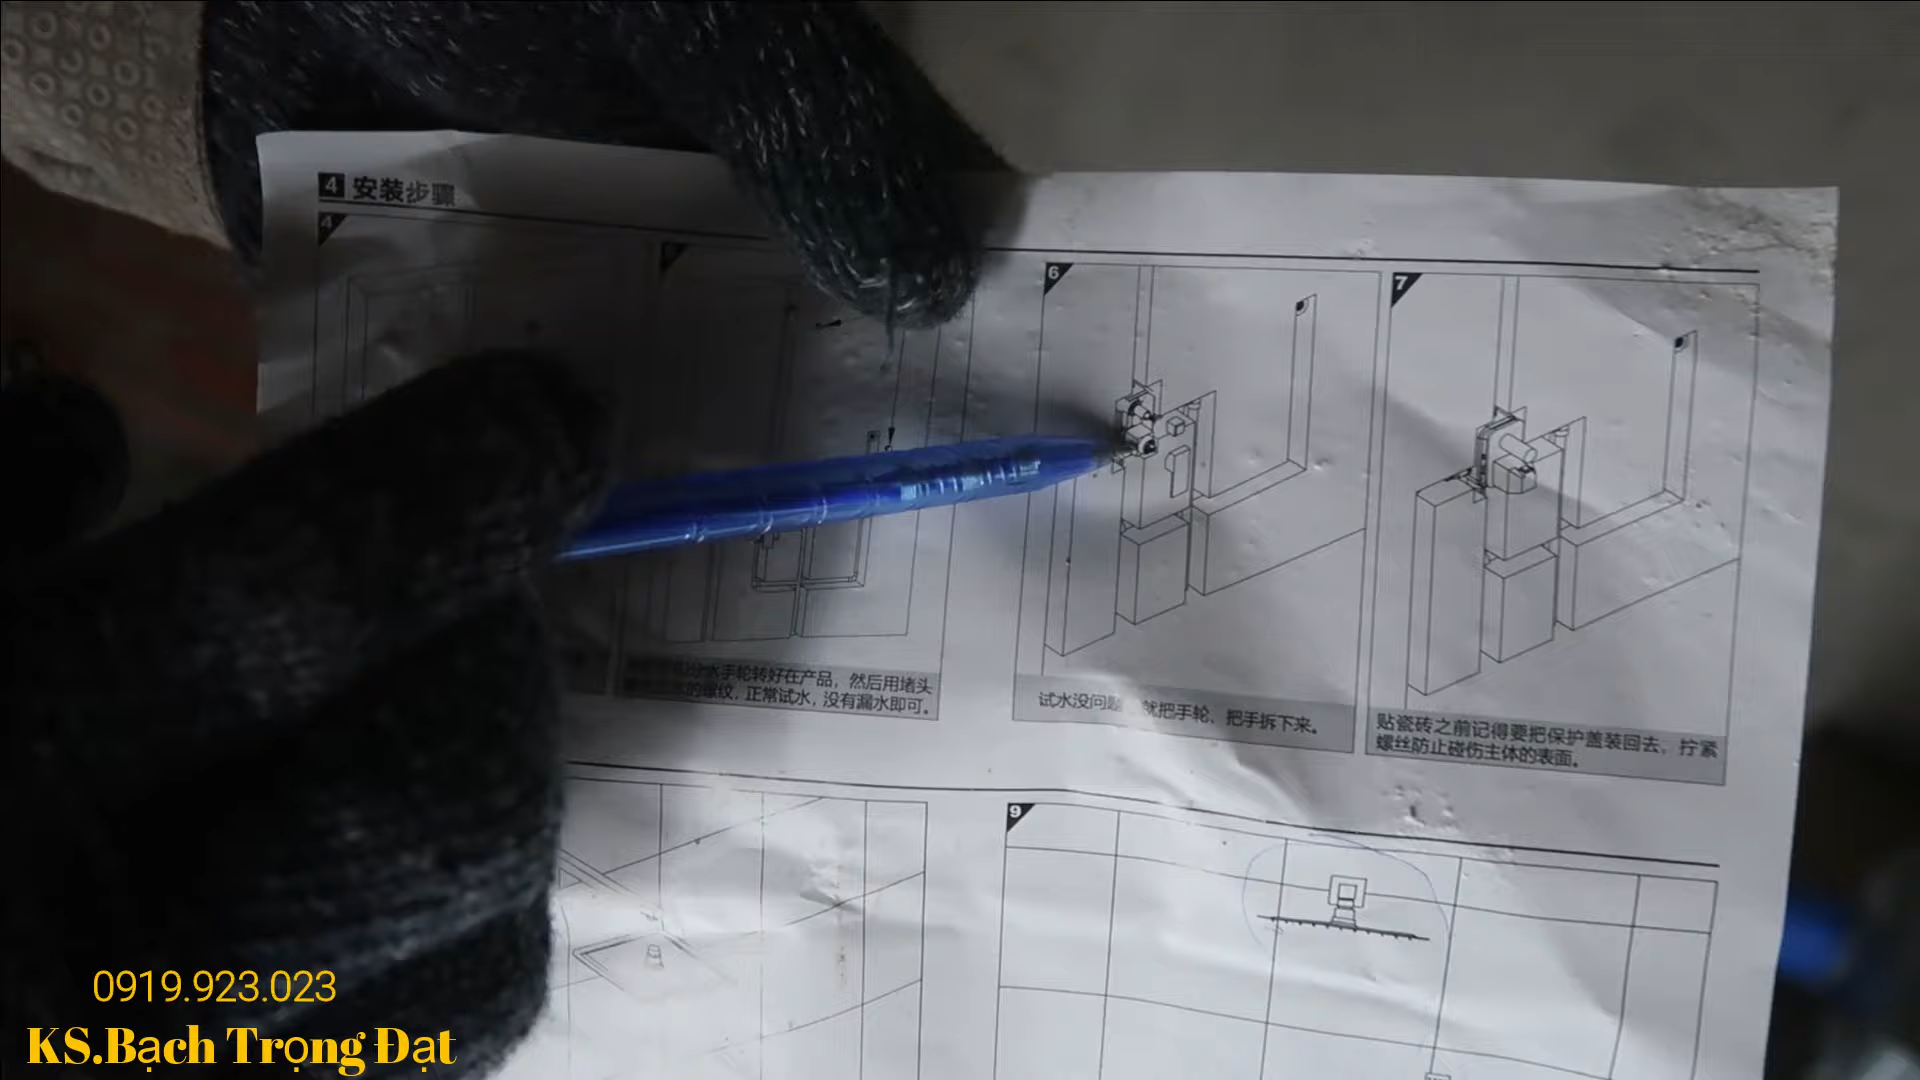 4 安装步骤
4
6
7
水手轮转好在产品，然后用堵头
的螺纹，正常试水，没有漏水即可。
试水没问题 就把手轮、把手拆下来。
贴瓷砖之前记得要把保护盖装回去，拧紧
螺丝防止碰伤主体的表面。
9
0919.923.023
KS.Bạch Trọng Đạt